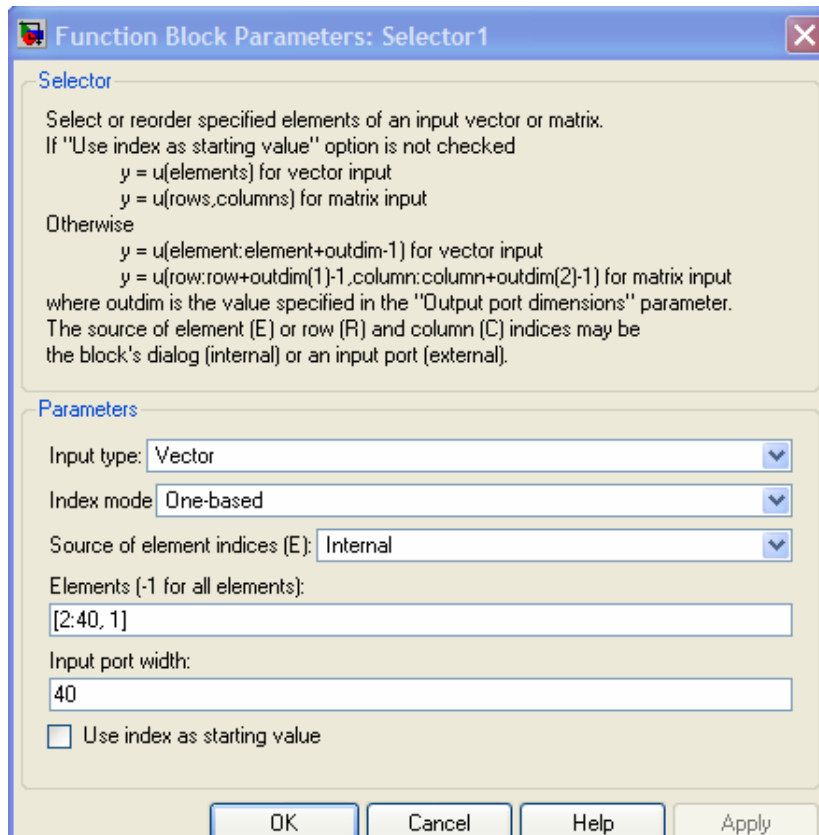 Function Block Parameters: Selector1
Selector
Select or reorder specified elements of an input vector or matrix.
If "Use index as starting value" option is not checked
y = u(elements) for vector input
y = u(rows,columns) for matrix input
Otherwise
y = u(element:element+outdim-1) for vector input
y = u(row:row+outdim(1)-1,column:column+outdim(2)-1) for matrix input
where outdim is the value specified in the "Output port dimensions" parameter.
The source of element (E) or row (R) and column (C) indices may be
the block's dialog (internal) or an input port (external).
Parameters
Input type: Vector
Index mode One-based
Source of element indices (E): Internal
Elements (-1 for all elements):
[2:40, 1]
Input port width:
40
Use index as starting value
OK Cancel Help Apply